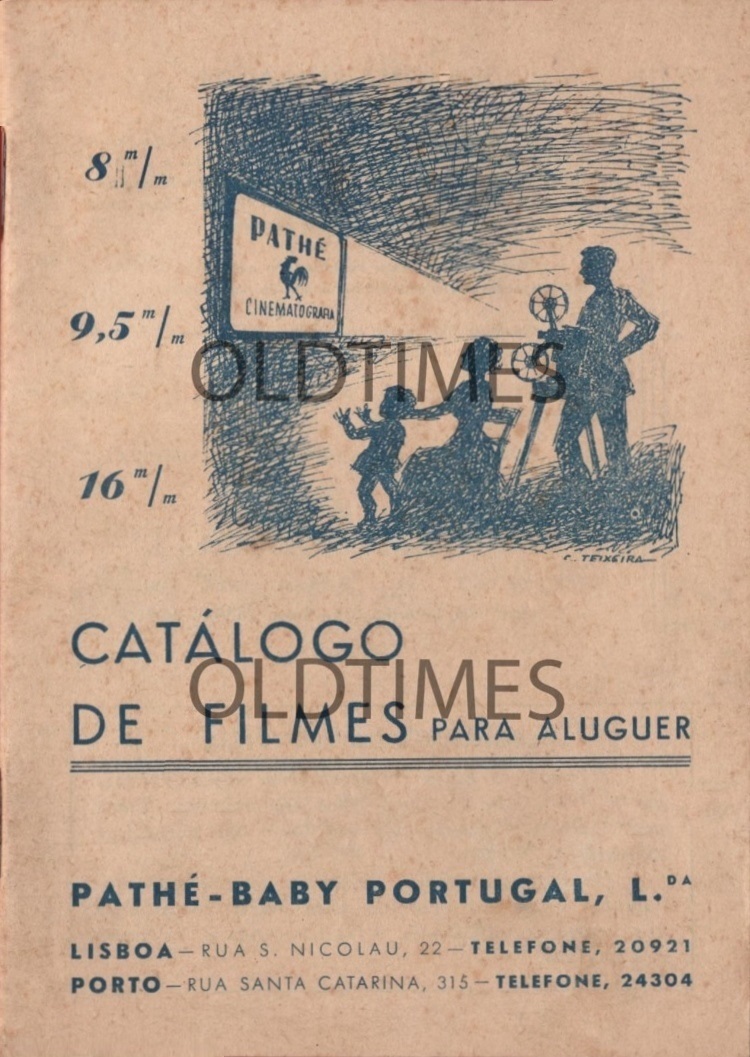 8 m/m
PATHÉ
CINEMATOGRAFIA
9,5 m/m
OLDTIMES
16 m/m
C. TEIXEIRA
CATÁLOGO
OLDTIMES
DE FILMES PARA ALUGUER
PATHÉ-BABY PORTUGAL, L.DA
LISBOA—RUA S. NICOLAU, 22—TELEFONE, 20921
PORTO—RUA SANTA CATARINA, 315—TELEFONE, 24304